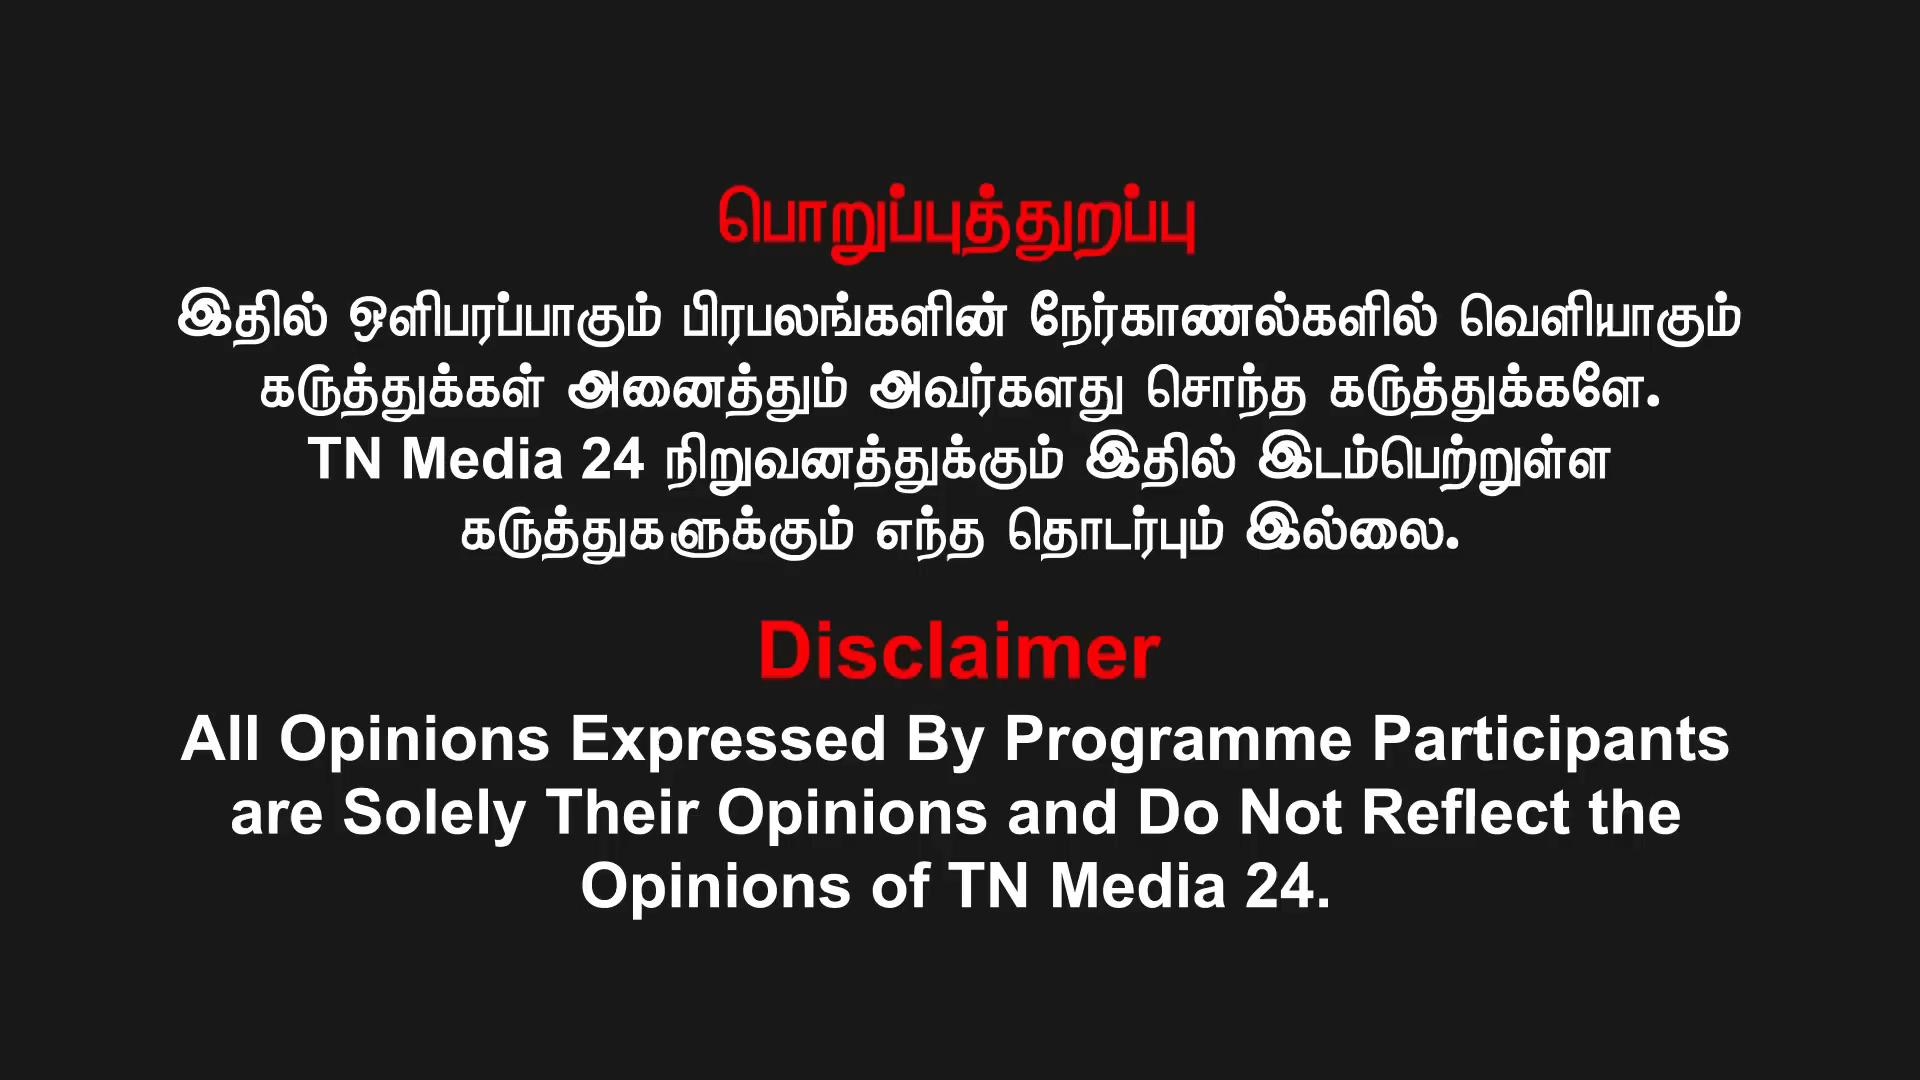 பொறுப்புத்துறப்பு
இதில் ஒளிபரப்பாகும் பிரபலங்களின் நேர்காணல்களில் வெளியாகும்
கருத்துக்கள் அனைத்தும் அவர்களது சொந்த கருத்துக்களே.
TN Media 24 நிறுவனத்துக்கும் இதில் இடம்பெற்றுள்ள
கருத்துகளுக்கும் எந்த தொடர்பும் இல்லை.
Disclaimer
All Opinions Expressed By Programme Participants
are Solely Their Opinions and Do Not Reflect the
Opinions of TN Media 24.